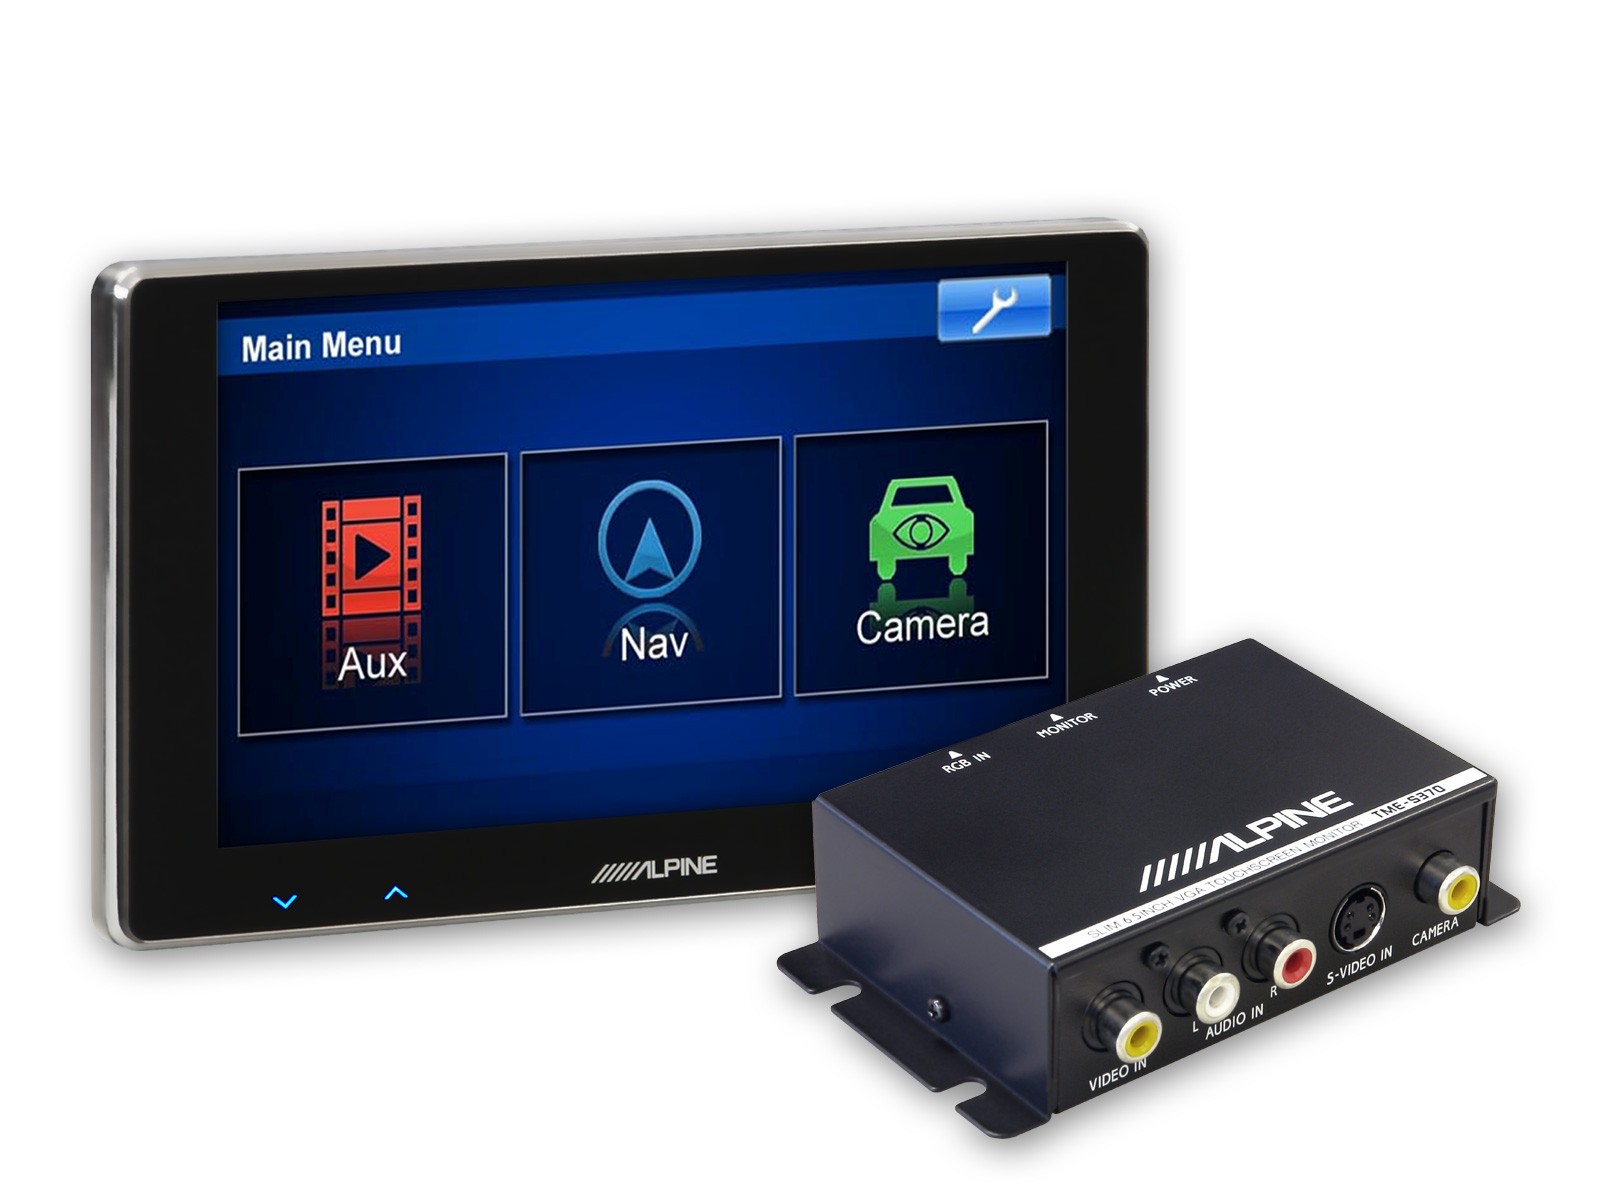 Main Menu
Aux
Nav
Camera
ALPINE
RGB IN
MONITOR
POWER
ALPINE
SLIM 6.5INCH VGA TOUCHSCREEN MONITOR TME-S370
VIDEO IN
L
AUDIO IN
R
S-VIDEO IN
CAMERA